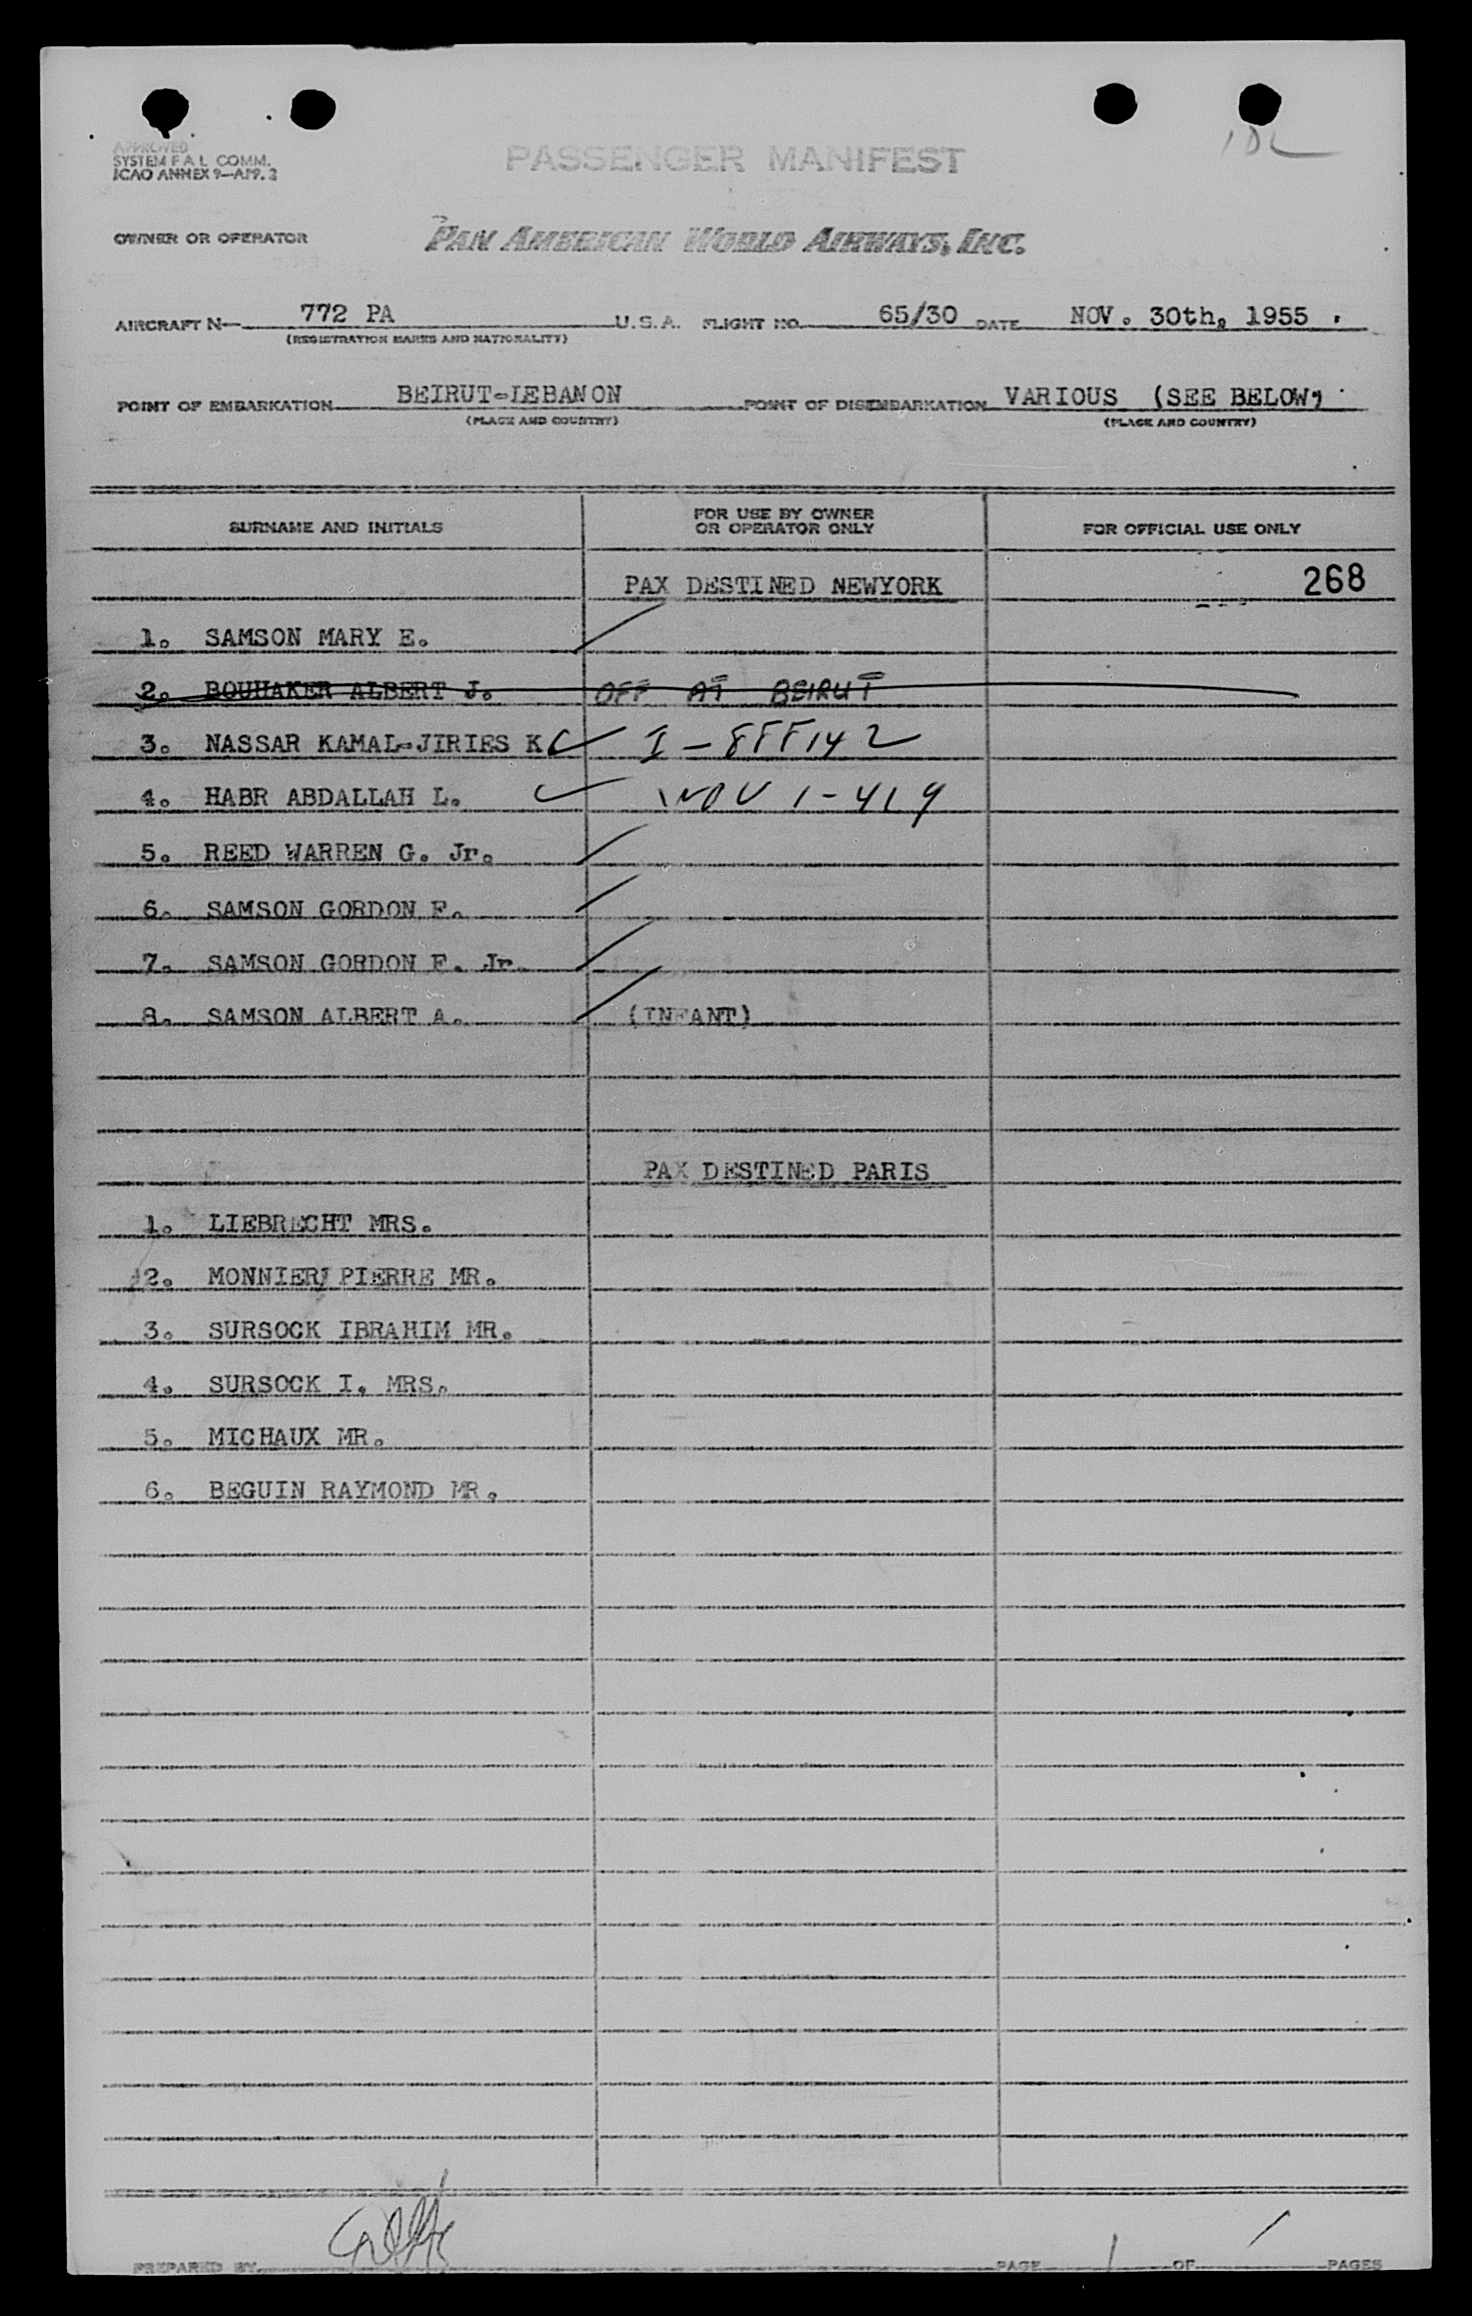 APPROVED
SYSTEM F A L COMM.
ICAO ANNEX 9—APP. 2
PASSENGER MANIFEST
IDL
OWNER OR OPERATOR PAN AMERICAN WORLD AIRWAYS, INC.
AIRCRAFT N— 772 PA U.S.A. FLIGHT NO. 65/30 DATE NOV. 30th, 1955 .
(REGISTRATION MARKS AND NATIONALITY)
POINT OF EMBARKATION BEIRUT-LEBANON POINT OF DISEMBARKATION VARIOUS (SEE BELOW)
(PLACE AND COUNTRY) (PLACE AND COUNTRY)
SURNAME AND INITIALS FOR USE BY OWNER OR OPERATOR ONLY FOR OFFICIAL USE ONLY
PAX DESTINED NEWYORK 268
1. SAMSON MARY E.
2. BOUHAKER ALBERT J. OFF AT BEIRUT
3. NASSAR KAMAL-JIRIES K I-8FF142
4. HABR ABDALLAH L. 1-419
5. REED WARREN G. Jr.
6. SAMSON GORDON F.
7. SAMSON GORDON F. Jr.
8. SAMSON ALBERT A. (INFANT)
PAX DESTINED PARIS
1. LIEBRECHT MRS.
2. MONNIER PIERRE MR.
3. SURSOCK IBRAHIM MR.
4. SURSOCK I. MRS.
5. MICHAUX MR.
6. BEGUIN RAYMOND MR.
PREPARED BY PAGE 1 OF 1 PAGES